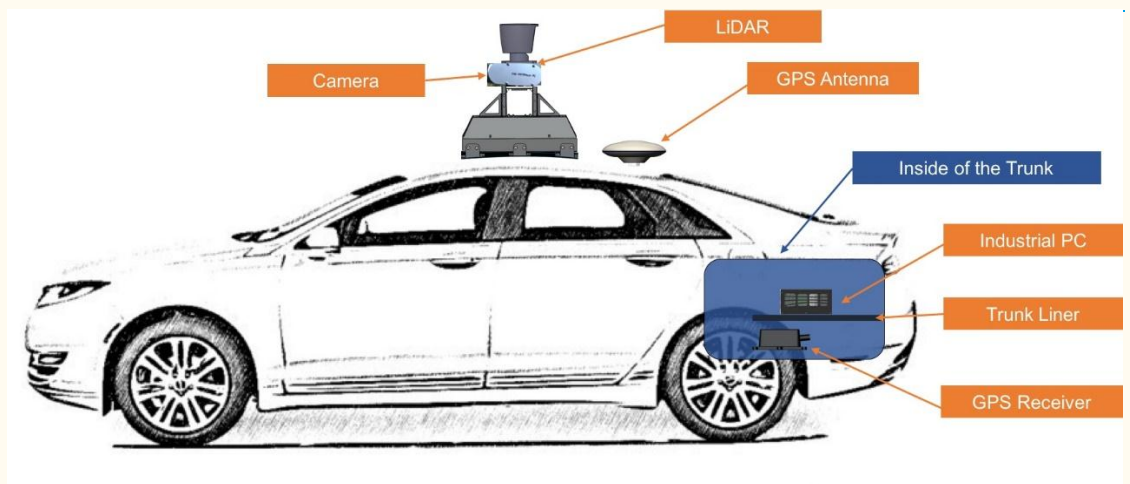 LiDAR
Camera
GPS Antenna
Inside of the Trunk
Industrial PC
Trunk Liner
GPS Receiver